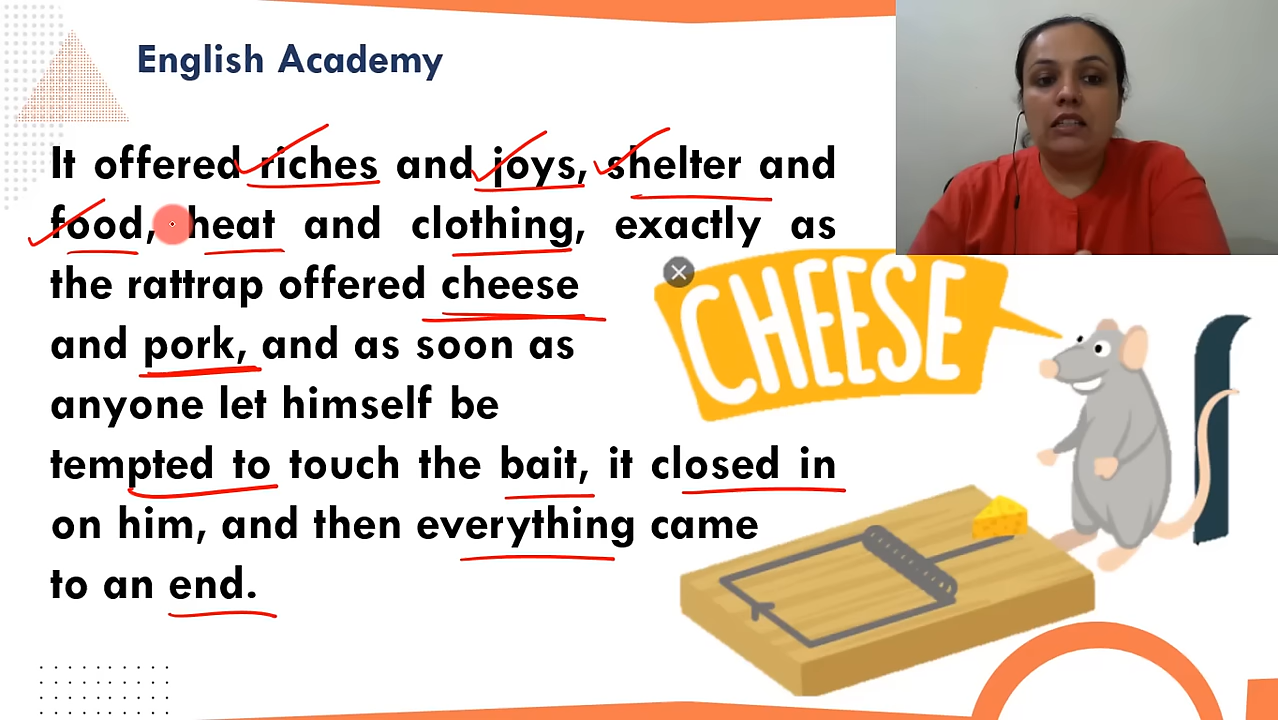 English Academy
It offered riches and joys, shelter and
food, heat and clothing, exactly as
the rattrap offered cheese
and pork, and as soon as
anyone let himself be
tempted to touch the bait, it closed in
on him, and then everything came
to an end.
CHEESE